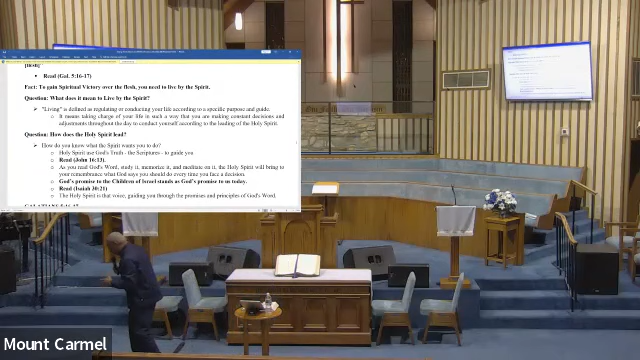 [flesh]"
• Read (Gal. 5:16-17)
Fact: To gain Spiritual Victory over the flesh, you need to live by the Spirit.
Question: What does it mean to Live by the Spirit?
➢ "Living" is defined as regulating or conducting your life according to a specific purpose and guide.
o It means taking charge of your life in such a way that you are making constant decisions and
adjustments throughout the day to conduct yourself according to the leading of the Holy Spirit.
Question: How does the Holy Spirit lead?
➢ How do you know what the Spirit wants you to do?
o Holy Spirit use God's Truth - the Scriptures - to guide you
o Read (John 16:13).
o As you read God's Word, study it, memorize it, and meditate on it, the Holy Spirit will bring to
your remembrance what God says you should do every time you face a decision.
o God's promise to the Children of Israel stands as God's promise to us today.
o Read (Isaiah 30:21)
o The Holy Spirit is that voice, guiding you through the promises and principles of God's Word.
Mount Carmel